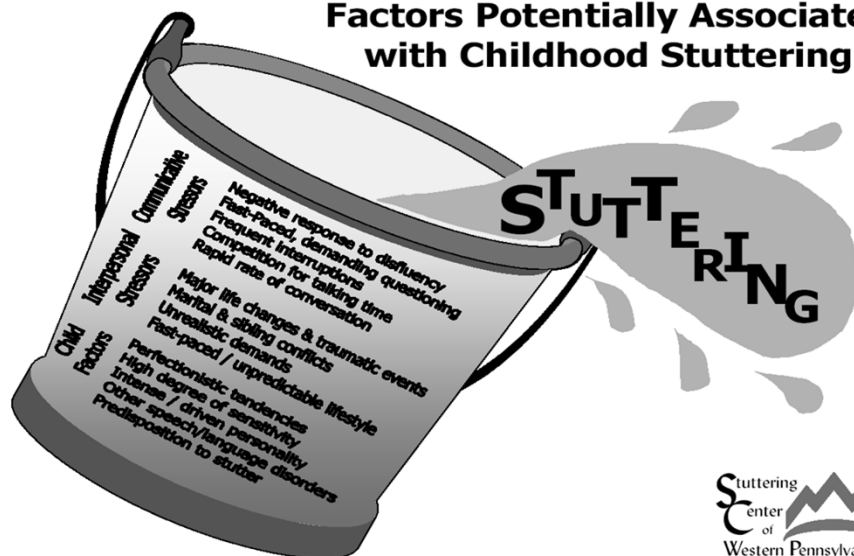 Factors Potentially Associate
with Childhood Stuttering
STUTTERING
Communicative
Stressors
Negative response to disfluency
Fast-Paced, demanding questioning
Frequent interruptions
Competition for talking time
Rapid rate of conversation
Interpersonal
Stressors
Major life changes & traumatic events
Marital & sibling conflicts
Unrealistic demands
Fast-paced / unpredictable lifestyle
Child
Factors
Perfectionistic tendencies
High degree of sensitivity
Intense / driven personality
Other speech/language disorders
Predisposition to stutter
Stuttering
Center
of
Western Pennsylva